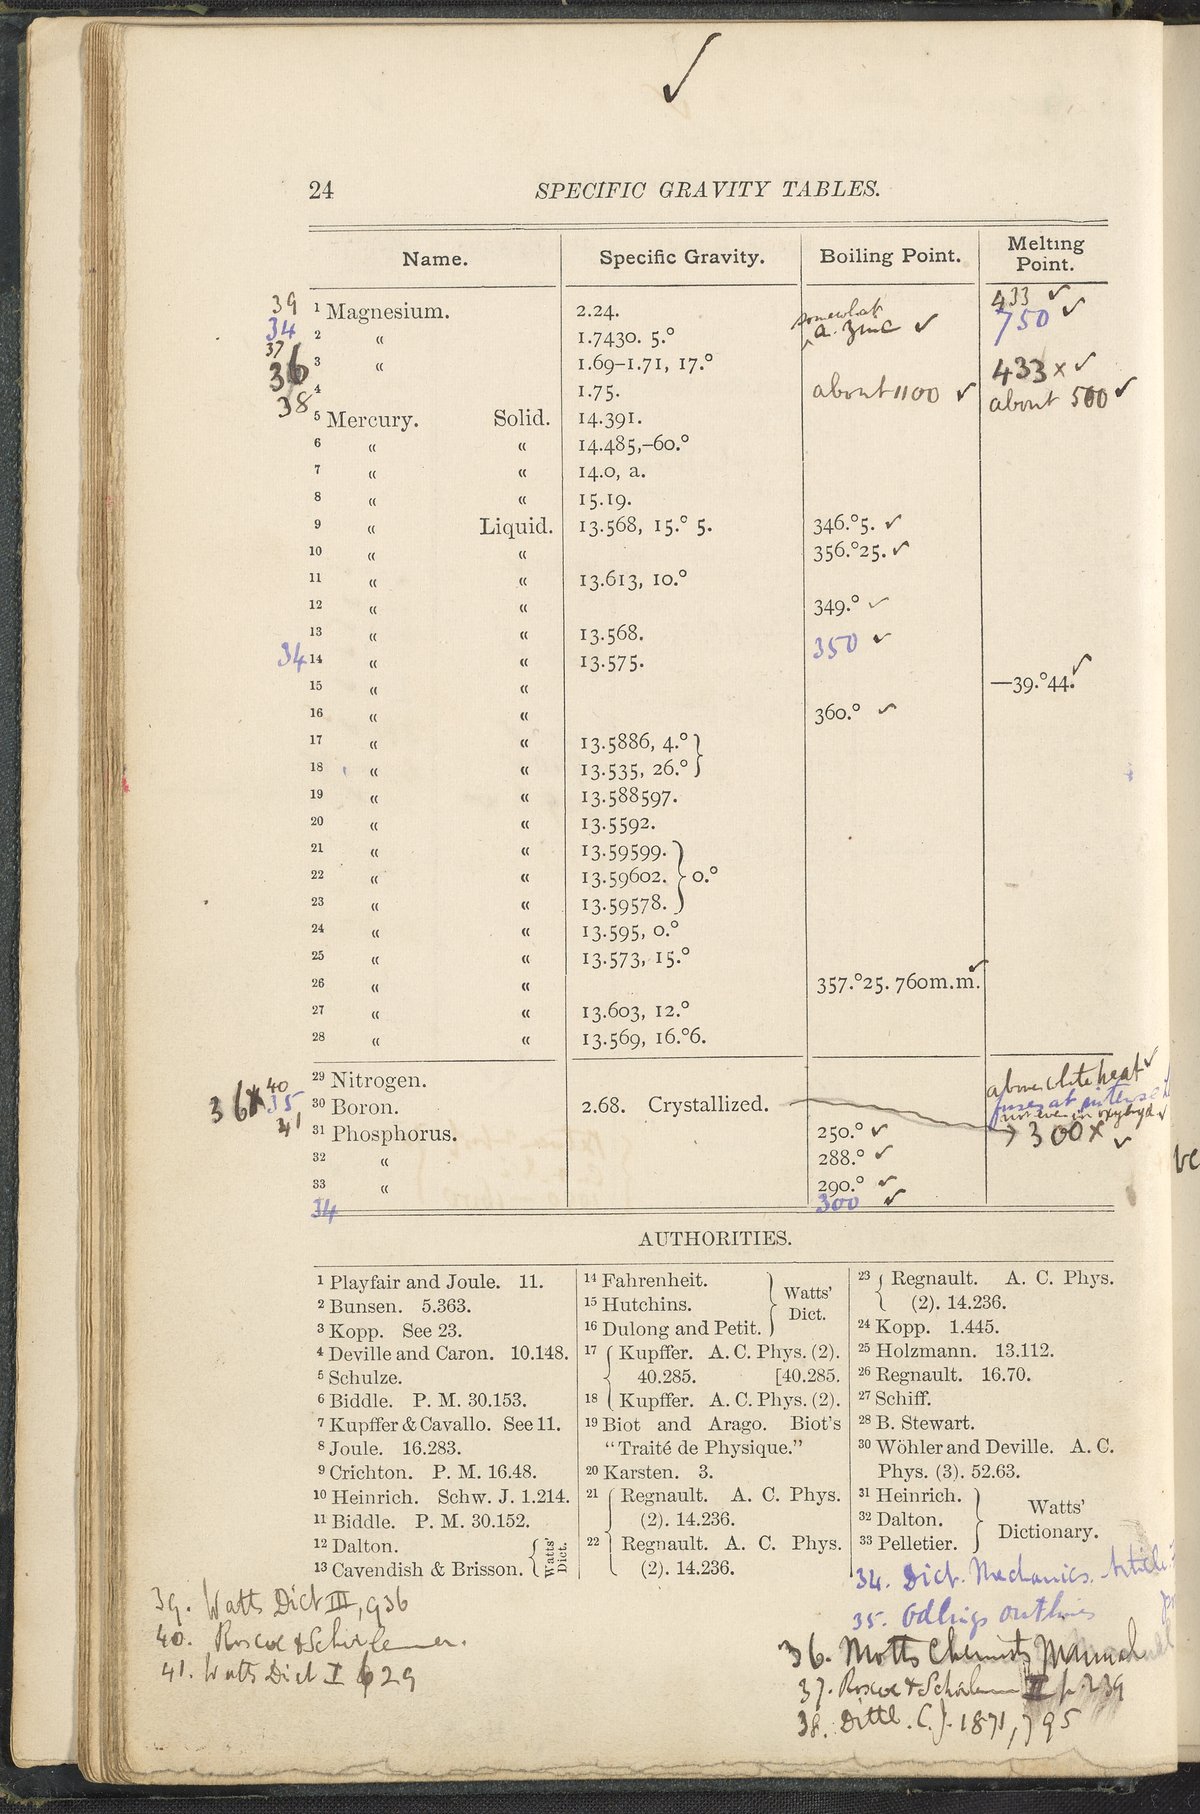 ✓
24 SPECIFIC GRAVITY TABLES.
Name. Specific Gravity. Boiling Point. Melting Point.
39 1 Magnesium. 2.24. somewhat a. zinc ✓ 433 ✓
34 2 “ 1.7430. 5.° 750 ✓
37
36 3 “ 1.69–1.71, 17.° 433 x ✓
38 4 1.75. about 1100 ✓ about 500 ✓
5 Mercury. Solid. 14.391.
6 “ “ 14.485,–60.°
7 “ “ 14.0, a.
8 “ “ 15.19.
9 “ Liquid. 13.568, 15.° 5. 346.°5. ✓
10 “ “ 356.°25. ✓
11 “ “ 13.613, 10.°
12 “ “ 349.° ✓
13 “ “ 13.568. 350 ✓
34 14 “ “ 13.575.
15 “ “ —39.°44. ✓
16 “ “ 360.° ✓
17 “ “ 13.5886, 4.° }
18 “ “ 13.535, 26.° }
19 “ “ 13.588597.
20 “ “ 13.5592.
21 “ “ 13.59599.
22 “ “ 13.59602. } 0.°
23 “ “ 13.59578.
24 “ “ 13.595, 0.°
25 “ “ 13.573, 15.°
26 “ “ 357.°25. 760m.m. ✓
27 “ “ 13.603, 12.°
28 “ “ 13.569, 16.°6.
40 29 Nitrogen. above white heat ✓
36x 35, 30 Boron. 2.68. Crystallized. fuses at intense
not even in oxyhyd ✓
41 31 Phosphorus. 250.° ✓ 300 x ✓
32 “ 288.° ✓
33 “ 290.° ✓
34 300 ✓
AUTHORITIES.
1 Playfair and Joule. 11.
2 Bunsen. 5.363.
3 Kopp. See 23.
4 Deville and Caron. 10.148.
5 Schulze.
6 Biddle. P. M. 30.153.
7 Kupffer & Cavallo. See 11.
8 Joule. 16.283.
9 Crichton. P. M. 16.48.
10 Heinrich. Schw. J. 1.214.
11 Biddle. P. M. 30.152.
12 Dalton. { Watts’
13 Cavendish & Brisson. { Dict.
14 Fahrenheit. }
15 Hutchins. } Watts’ Dict.
16 Dulong and Petit. }
17 { Kupffer. A. C. Phys. (2).
40.285. [40.285.
18 { Kupffer. A. C. Phys. (2).
19 Biot and Arago. Biot’s
“Traité de Physique.”
20 Karsten. 3.
21 { Regnault. A. C. Phys.
(2). 14.236.
22 { Regnault. A. C. Phys.
(2). 14.236.
23 { Regnault. A. C. Phys.
(2). 14.236.
24 Kopp. 1.445.
25 Holzmann. 13.112.
26 Regnault. 16.70.
27 Schiff.
28 B. Stewart.
30 Wöhler and Deville. A. C.
Phys. (3). 52.63.
31 Heinrich. }
32 Dalton. } Watts’ Dictionary.
33 Pelletier. }
34. Dict. Mechanics. Article
35. Odlings outlines
36. Motts Chemists Manual
37. Roscoe & Schorlemmer II p. 239
38. Dittl. C. J. 1871, 795
39. Watts Dict III, 936
40. Roscoe & Schorlemmer.
41. Watts Dict I 629